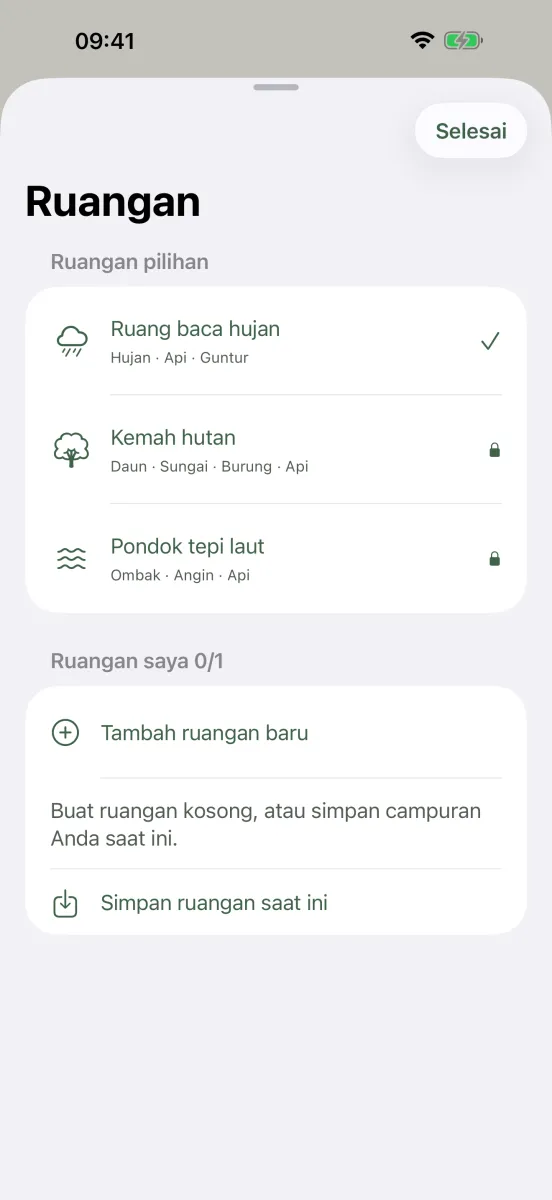 09:41
Selesai
Ruangan
Ruangan pilihan
Ruang baca hujan
Hujan · Api · Guntur
Kemah hutan
Daun · Sungai · Burung · Api
Pondok tepi laut
Ombak · Angin · Api
Ruangan saya 0/1
Tambah ruangan baru
Buat ruangan kosong, atau simpan campuran
Anda saat ini.
Simpan ruangan saat ini